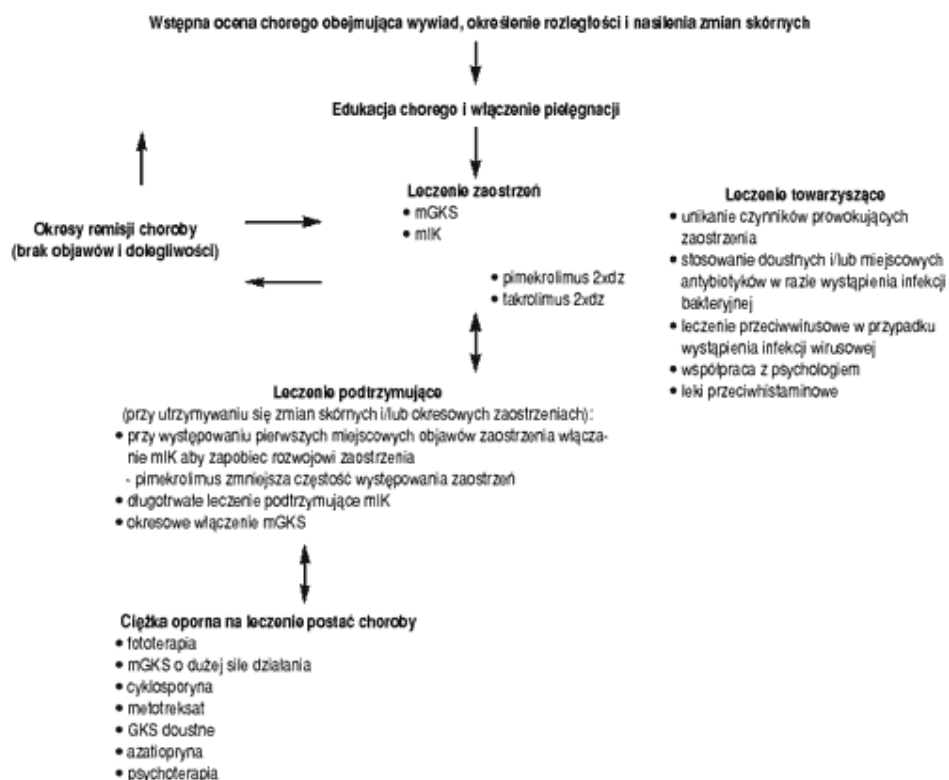 Wstępna ocena chorego obejmująca wywiad, określenie rozległości i nasilenia zmian skórnych
Edukacja chorego i włączenie pielęgnacji
Okresy remisji choroby
(brak objawów i dolegliwości)
Leczenie zaostrzeń
• mGKS
• mIK
• pimekrolimus 2xdz
• takrolimus 2xdz
Leczenie towarzyszące
• unikanie czynników prowokujących
zaostrzenia
• stosowanie doustnych i/lub miejscowych
antybiotyków w razie wystąpienia infekcji
bakteryjnej
• leczenie przeciwwirusowe w przypadku
wystąpienia infekcji wirusowej
• współpraca z psychologiem
• leki przeciwhistaminowe
Leczenie podtrzymujące
(przy utrzymywaniu się zmian skórnych i/lub okresowych zaostrzeniach):
• przy występowaniu pierwszych miejscowych objawów zaostrzenia włącza-
nie mIK aby zapobiec rozwojowi zaostrzenia
- pimekrolimus zmniejsza częstość występowania zaostrzeń
• długotrwałe leczenie podtrzymujące mIK
• okresowe włączenie mGKS
Ciężka oporna na leczenie postać choroby
• fototerapia
• mGKS o dużej sile działania
• cyklosporyna
• metotreksat
• GKS doustne
• azatiopryna
• psychoterapia